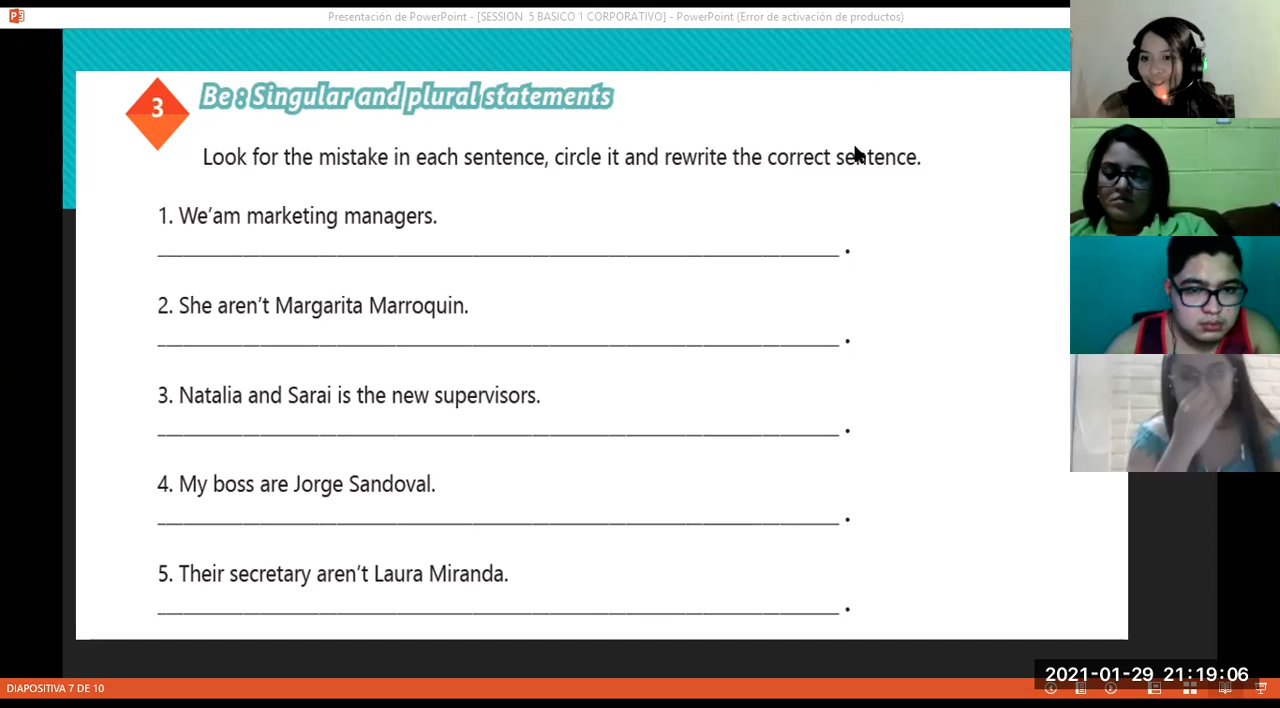 Presentación de PowerPoint - [SESSION 5 BASICO 1 CORPORATIVO] - PowerPoint (Error de activación de productos)
3
Be : Singular and plural statements
Look for the mistake in each sentence, circle it and rewrite the correct sentence.
1. We'am marketing managers.
2. She aren't Margarita Marroquin.
3. Natalia and Sarai is the new supervisors.
4. My boss are Jorge Sandoval.
5. Their secretary aren't Laura Miranda.
2021-01-29 21:19:06
DIAPOSITIVA 7 DE 10